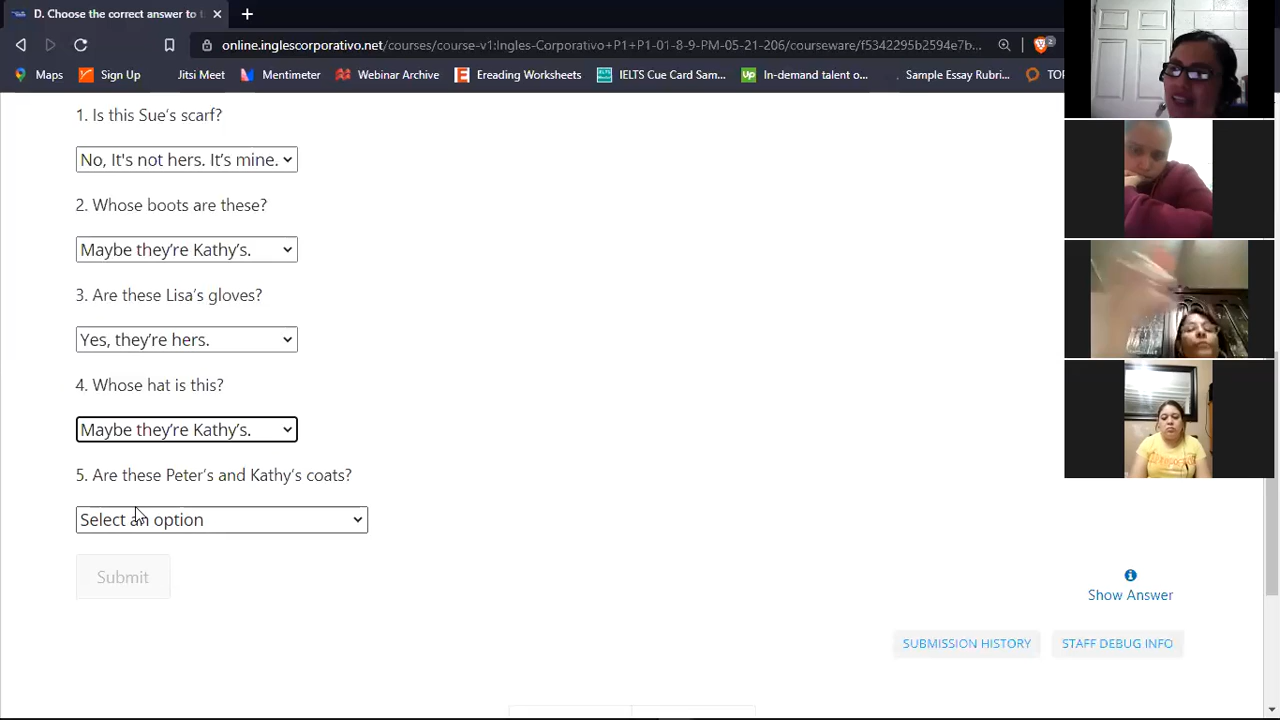 D. Choose the correct answer to t
online.inglescorporativo.net/courses/course-v1:Ingles-Corporativo+P1+P1-01-8-9-PM-05-21-206/courseware/f5342295b2594e7b...
2
Maps
Sign Up
Jitsi Meet
Mentimeter
Webinar Archive
Ereading Worksheets
IELTS Cue Card Sam...
In-demand talent o...
Simple Essay Rubri...
TOP
1. Is this Sue's scarf?
No, It's not hers. It's mine.
2. Whose boots are these?
Maybe they're Kathy's.
3. Are these Lisa's gloves?
Yes, they're hers.
4. Whose hat is this?
Maybe they're Kathy's.
5. Are these Peter's and Kathy's coats?
Select an option
Submit
Show Answer
SUBMISSION HISTORY
STAFF DEBUG INFO